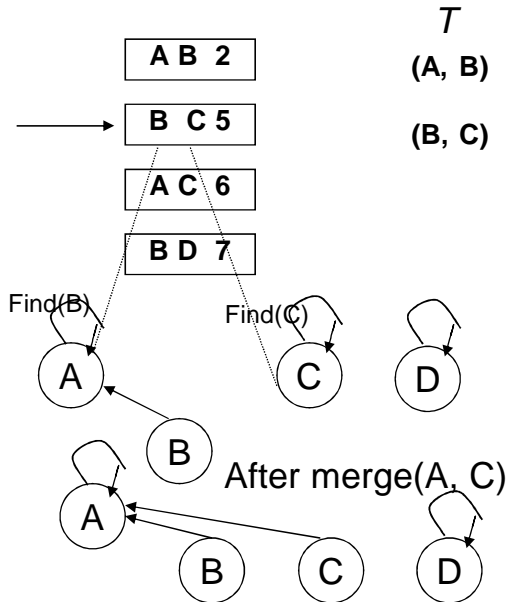 T
A B 2
(A, B)
B C 5
(B, C)
A C 6
B D 7
Find(B)
Find(C)
A
C
D
B
After merge(A, C)
A
B
C
D